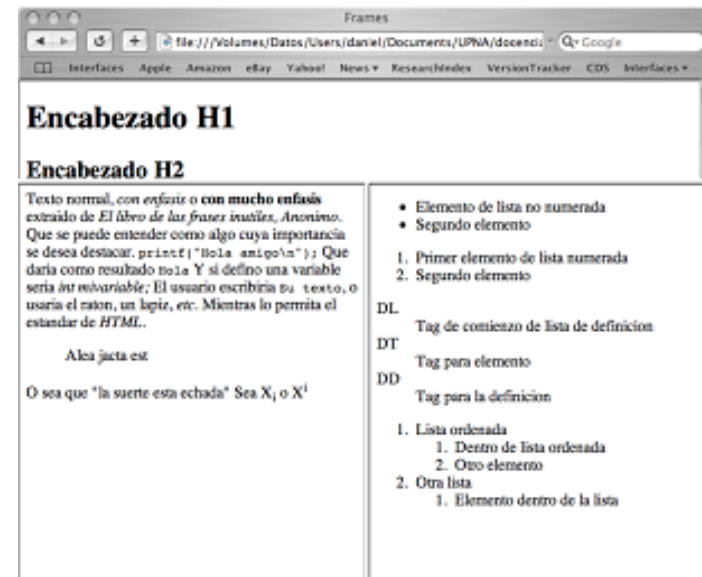 Frames
file:///Volumes/Datos/Users/daniel/Documents/UPNA/docenci
Google
Interfaces Apple Amazon eBay Yahoo! News ResearchIndex VersionTracker CDS Interfaces
Encabezado H1
Encabezado H2
Texto normal, con enfasis o con mucho enfasis
extraido de El libro de las frases inutiles, Anonimo.
Que se puede entender como algo cuya importancia
se desea destacar. printf("Hola amigo\n"); Que
daria como resultado Hola Y si defino una variable
seria int mivariable; El usuario escribiria Su texto, o
usaria el raton, un lapiz, etc. Mientras lo permita el
estandar de HTML.
Alea jacta est
O sea que "la suerte esta echada" Sea Xi o Xi
• Elemento de lista no numerada
• Segundo elemento
1. Primer elemento de lista numerada
2. Segundo elemento
DL
Tag de comienzo de lista de definicion
DT
Tag para elemento
DD
Tag para la definicion
1. Lista ordenada
1. Dentro de lista ordenada
2. Otro elemento
2. Otra lista
1. Elemento dentro de la lista